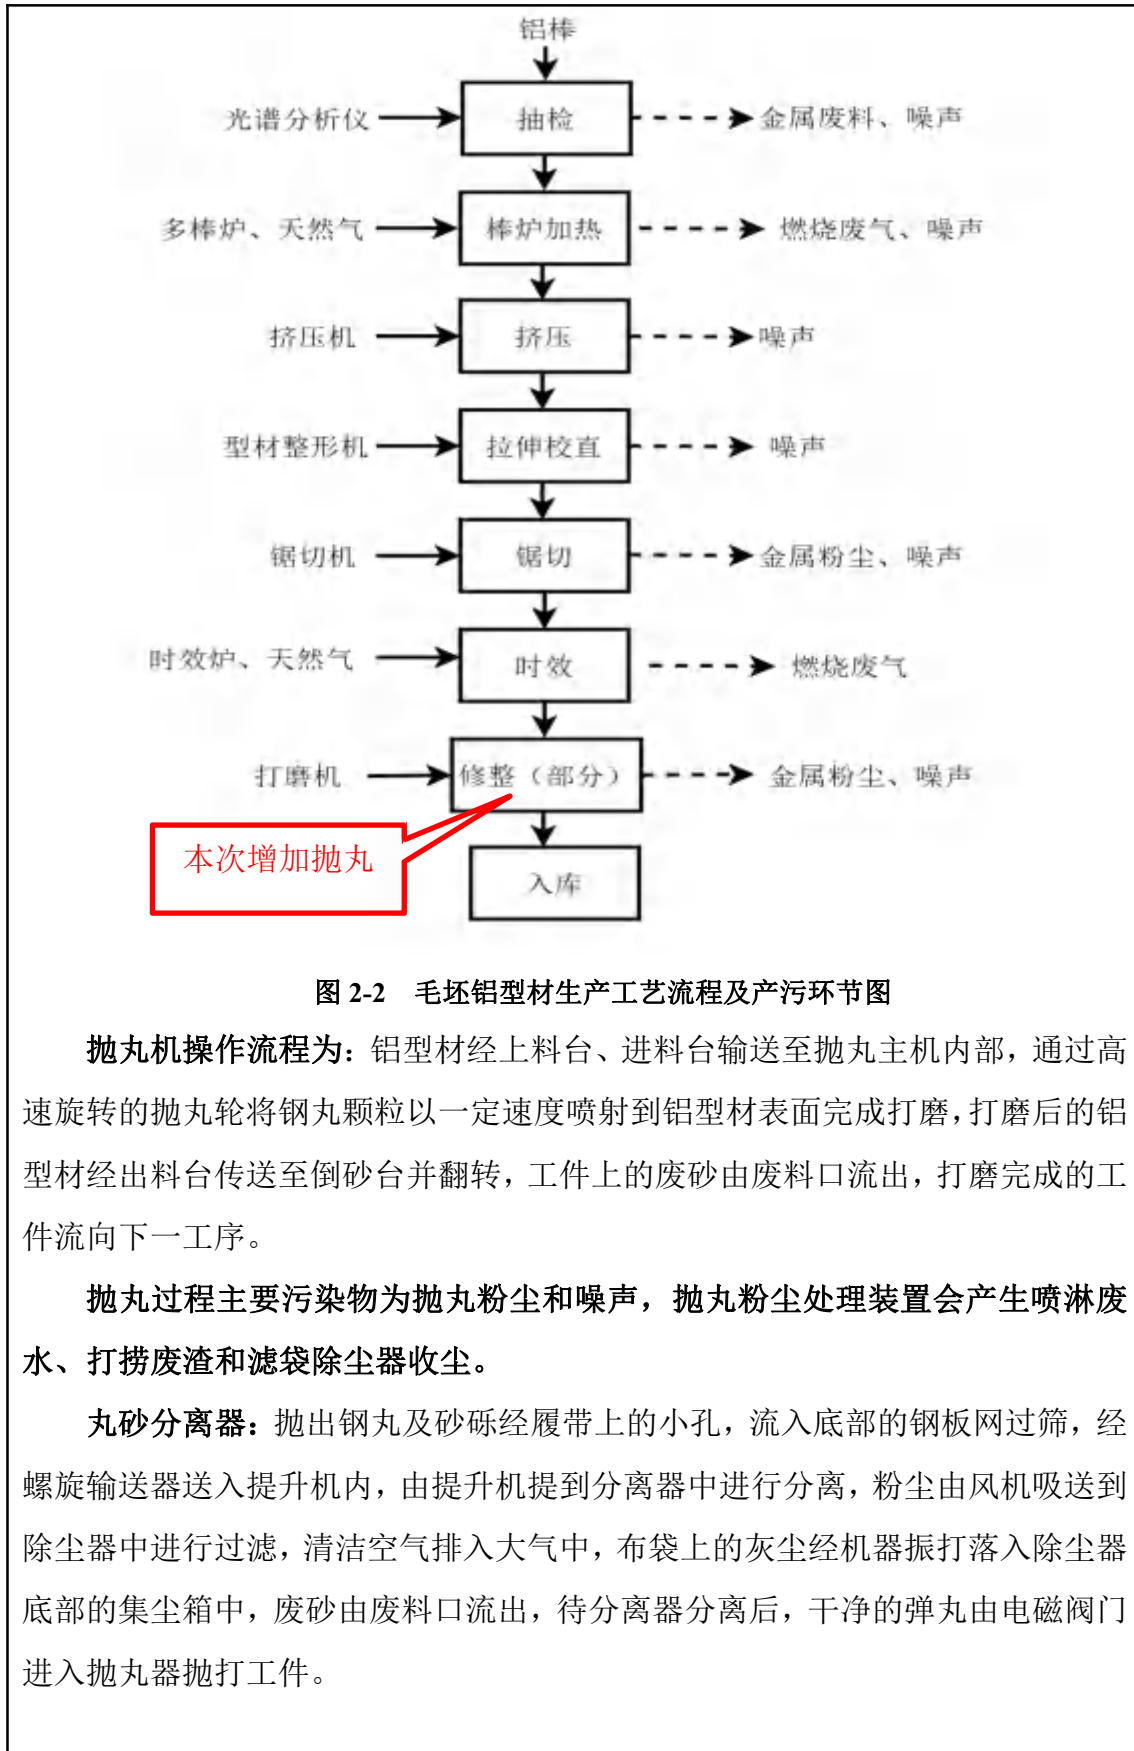 铝棒
光谱分析仪 抽检 金属废料、噪声
多棒炉、天然气 棒炉加热 燃烧废气、噪声
挤压机 挤压 噪声
型材整形机 拉伸校直 噪声
锯切机 锯切 金属粉尘、噪声
时效炉、天然气 时效 燃烧废气
打磨机 修整（部分） 金属粉尘、噪声
本次增加抛丸
入库
图 2-2 毛坯铝型材生产工艺流程及产污环节图
抛丸机操作流程为：铝型材经上料台、进料台输送至抛丸主机内部，通过高
速旋转的抛丸轮将钢丸颗粒以一定速度喷射到铝型材表面完成打磨，打磨后的铝
型材经出料台传送至倒砂台并翻转，工件上的废砂由废料口流出，打磨完成的工
件流向下一工序。
抛丸过程主要污染物为抛丸粉尘和噪声，抛丸粉尘处理装置会产生喷淋废
水、打捞废渣和滤袋除尘器收尘。
丸砂分离器：抛出钢丸及砂砾经履带上的小孔，流入底部的钢板网过筛，经
螺旋输送器送入提升机内，由提升机提到分离器中进行分离，粉尘由风机吸送到
除尘器中进行过滤，清洁空气排入大气中，布袋上的灰尘经机器振打落入除尘器
底部的集尘箱中，废砂由废料口流出，待分离器分离后，干净的弹丸由电磁阀门
进入抛丸器抛打工件。